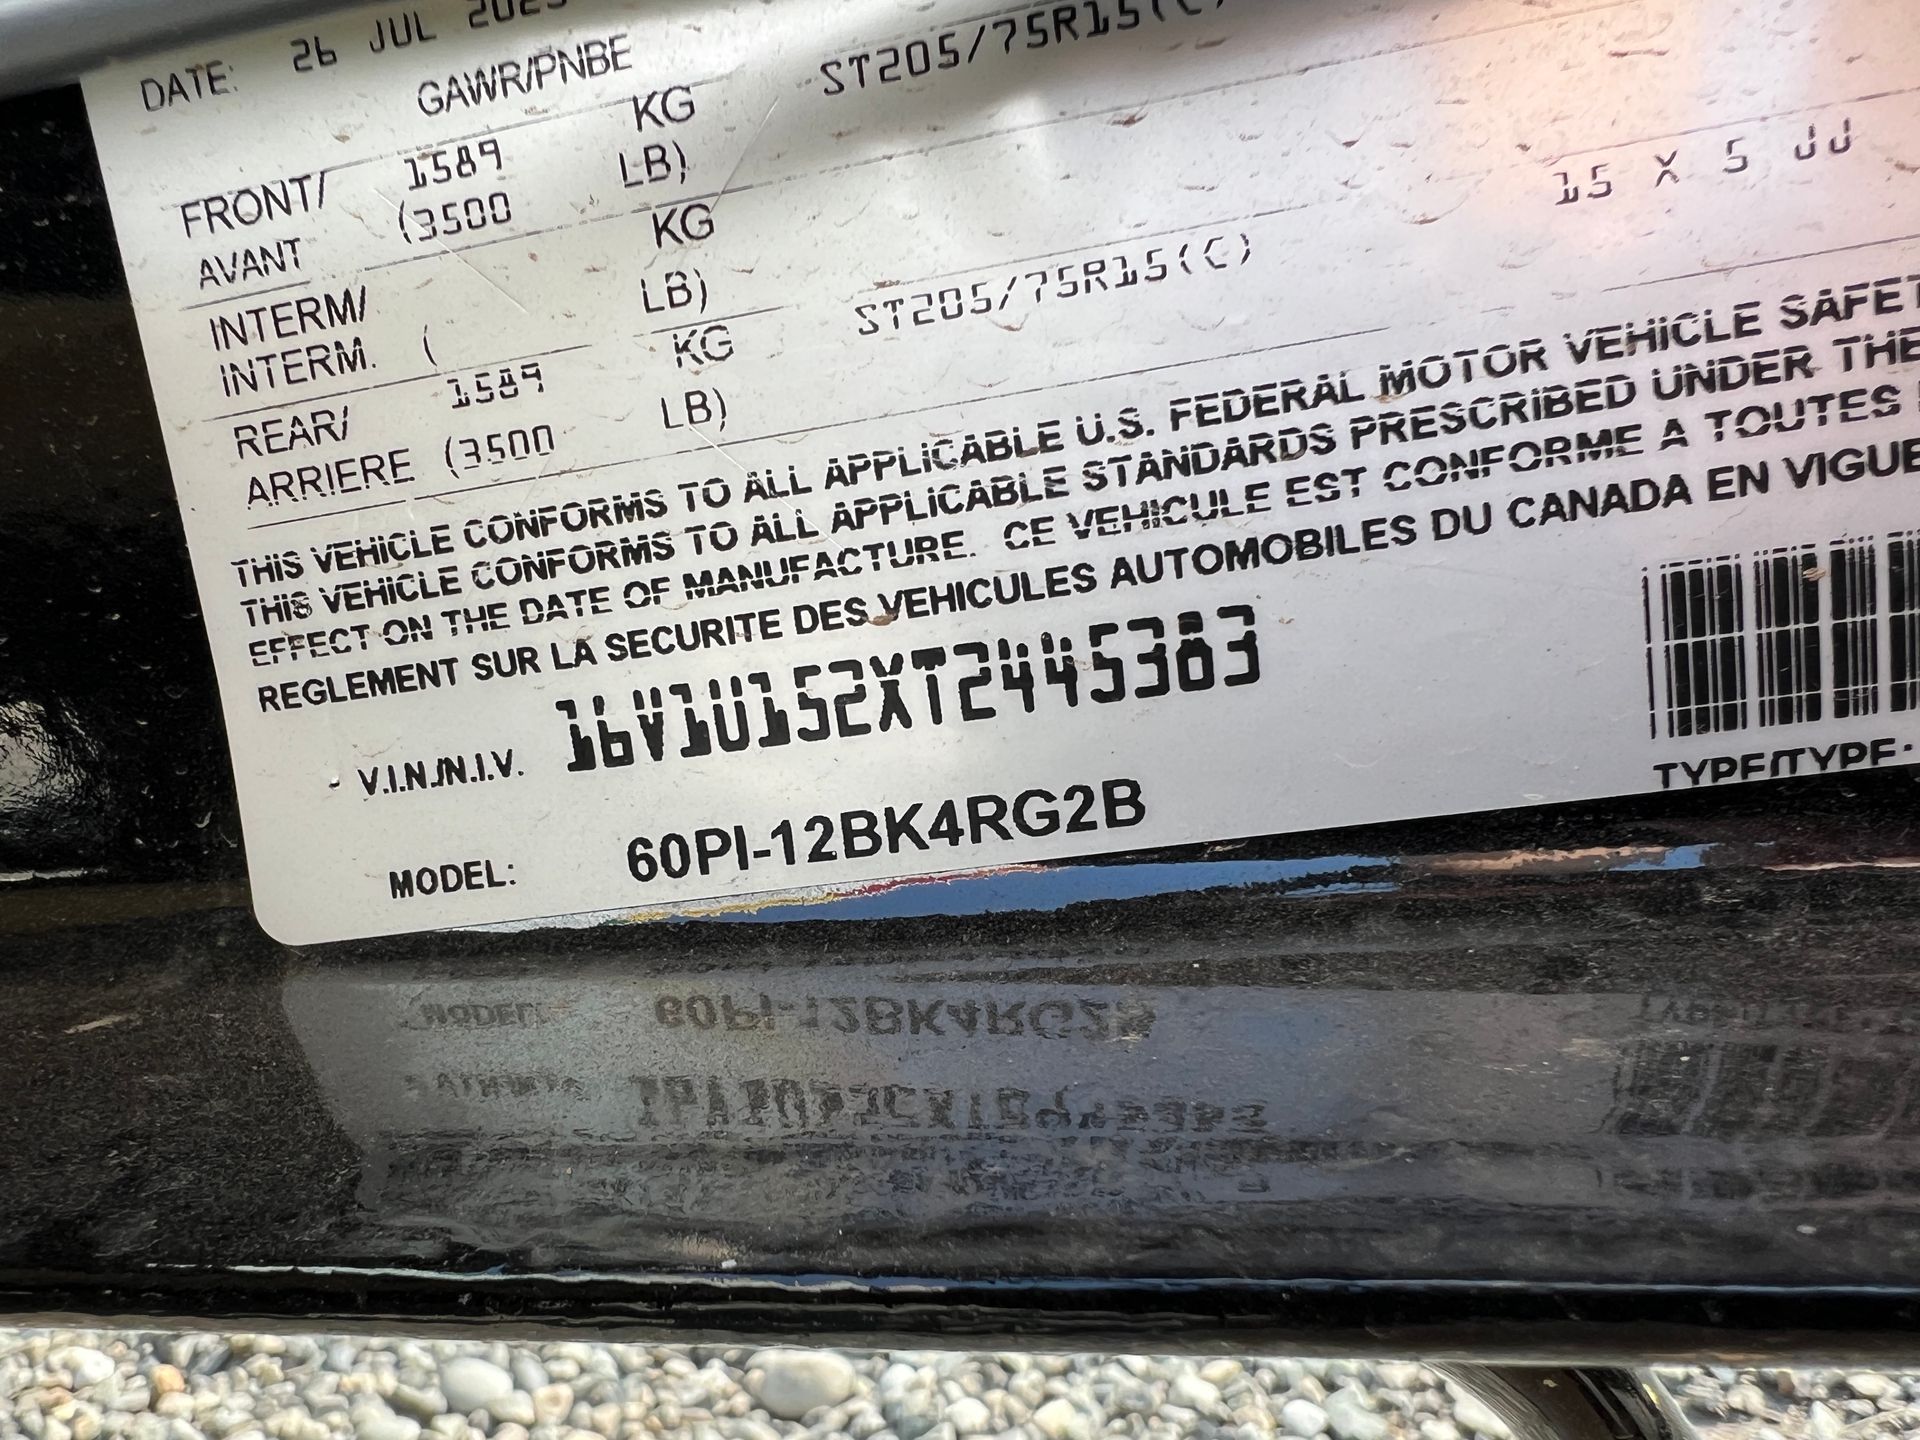 DATE: 26 JUL 2023
GAWR/PNBE
FRONT/ 1589 KG ST205/75R15(C)
AVANT (3500 LB) 15 X 5 JJ
INTERM/ KG
INTERM. ( LB)
REAR/ 1589 KG ST205/75R15(C)
ARRIERE (3500 LB)
THIS VEHICLE CONFORMS TO ALL APPLICABLE U.S. FEDERAL MOTOR VEHICLE SAFET
THIS VEHICLE CONFORMS TO ALL APPLICABLE STANDARDS PRESCRIBED UNDER THE
EFFECT ON THE DATE OF MANUFACTURE. CE VEHICULE EST CONFORME A TOUTES
REGLEMENT SUR LA SECURITE DES VEHICULES AUTOMOBILES DU CANADA EN VIGUE
V.I.N./N.I.V. 16V1U152XT2445383
MODEL: 60PI-12BK4RG2B
TYPE/TYPE: